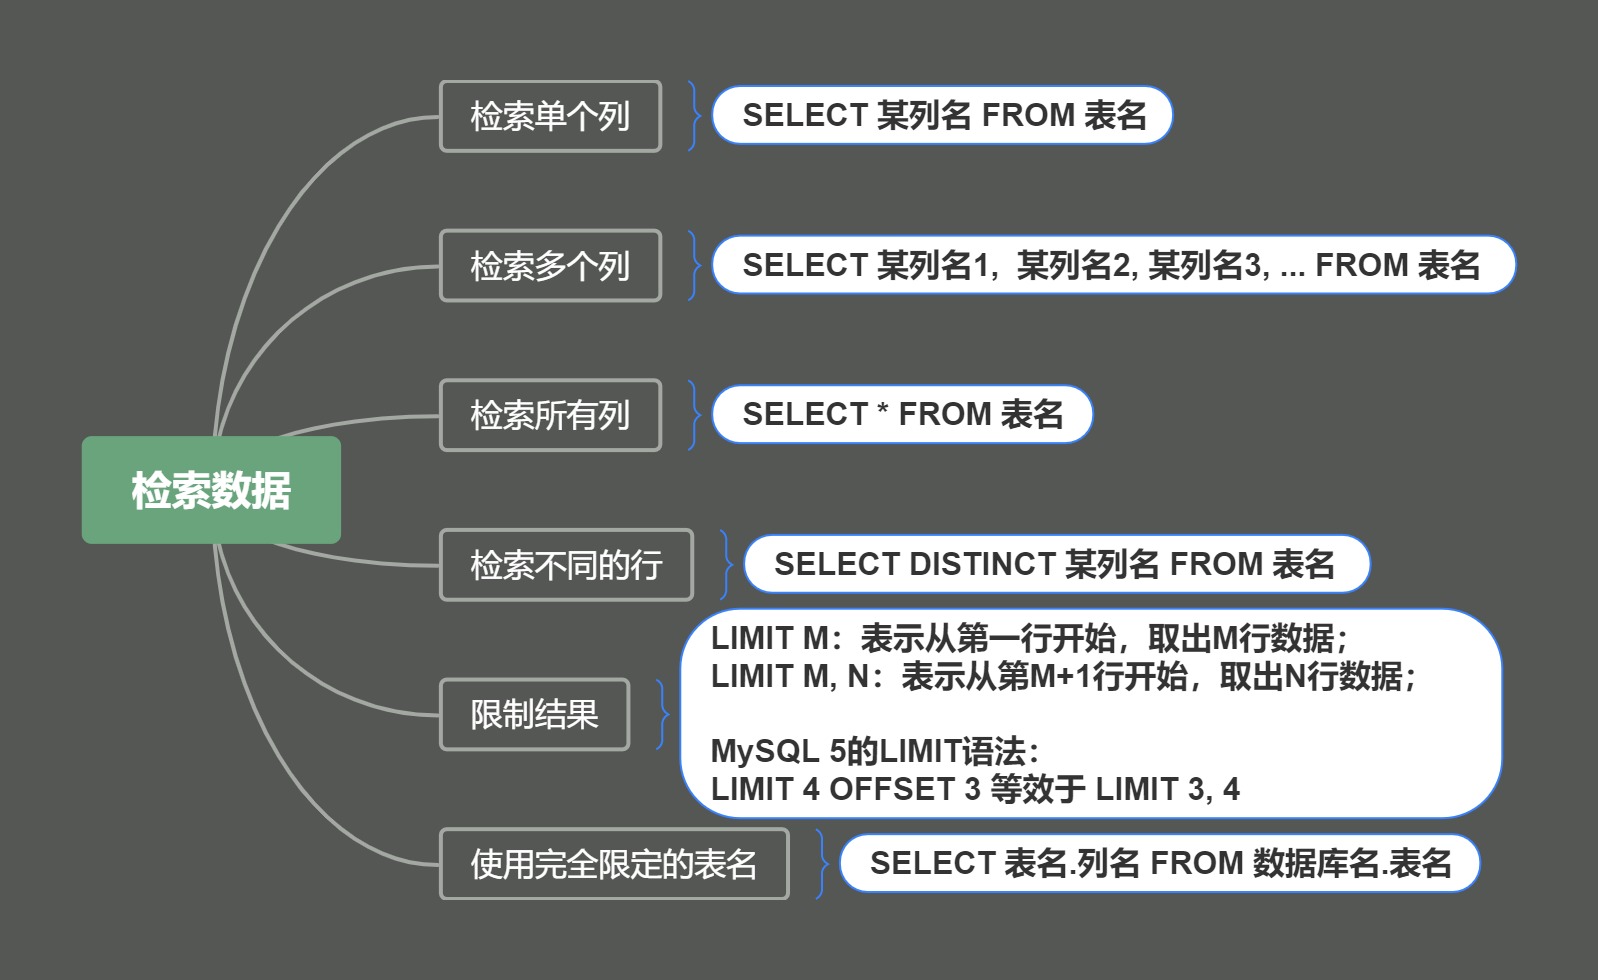 检索数据
检索单个列
SELECT 某列名 FROM 表名
检索多个列
SELECT 某列名1,  某列名2, 某列名3, ... FROM 表名
检索所有列
SELECT * FROM 表名
检索不同的行
SELECT DISTINCT 某列名 FROM 表名
限制结果
LIMIT M：表示从第一行开始，取出M行数据；
LIMIT M, N：表示从第M+1行开始，取出N行数据；
MySQL 5的LIMIT语法：
LIMIT 4 OFFSET 3 等效于 LIMIT 3, 4
使用完全限定的表名
SELECT 表名.列名 FROM 数据库名.表名